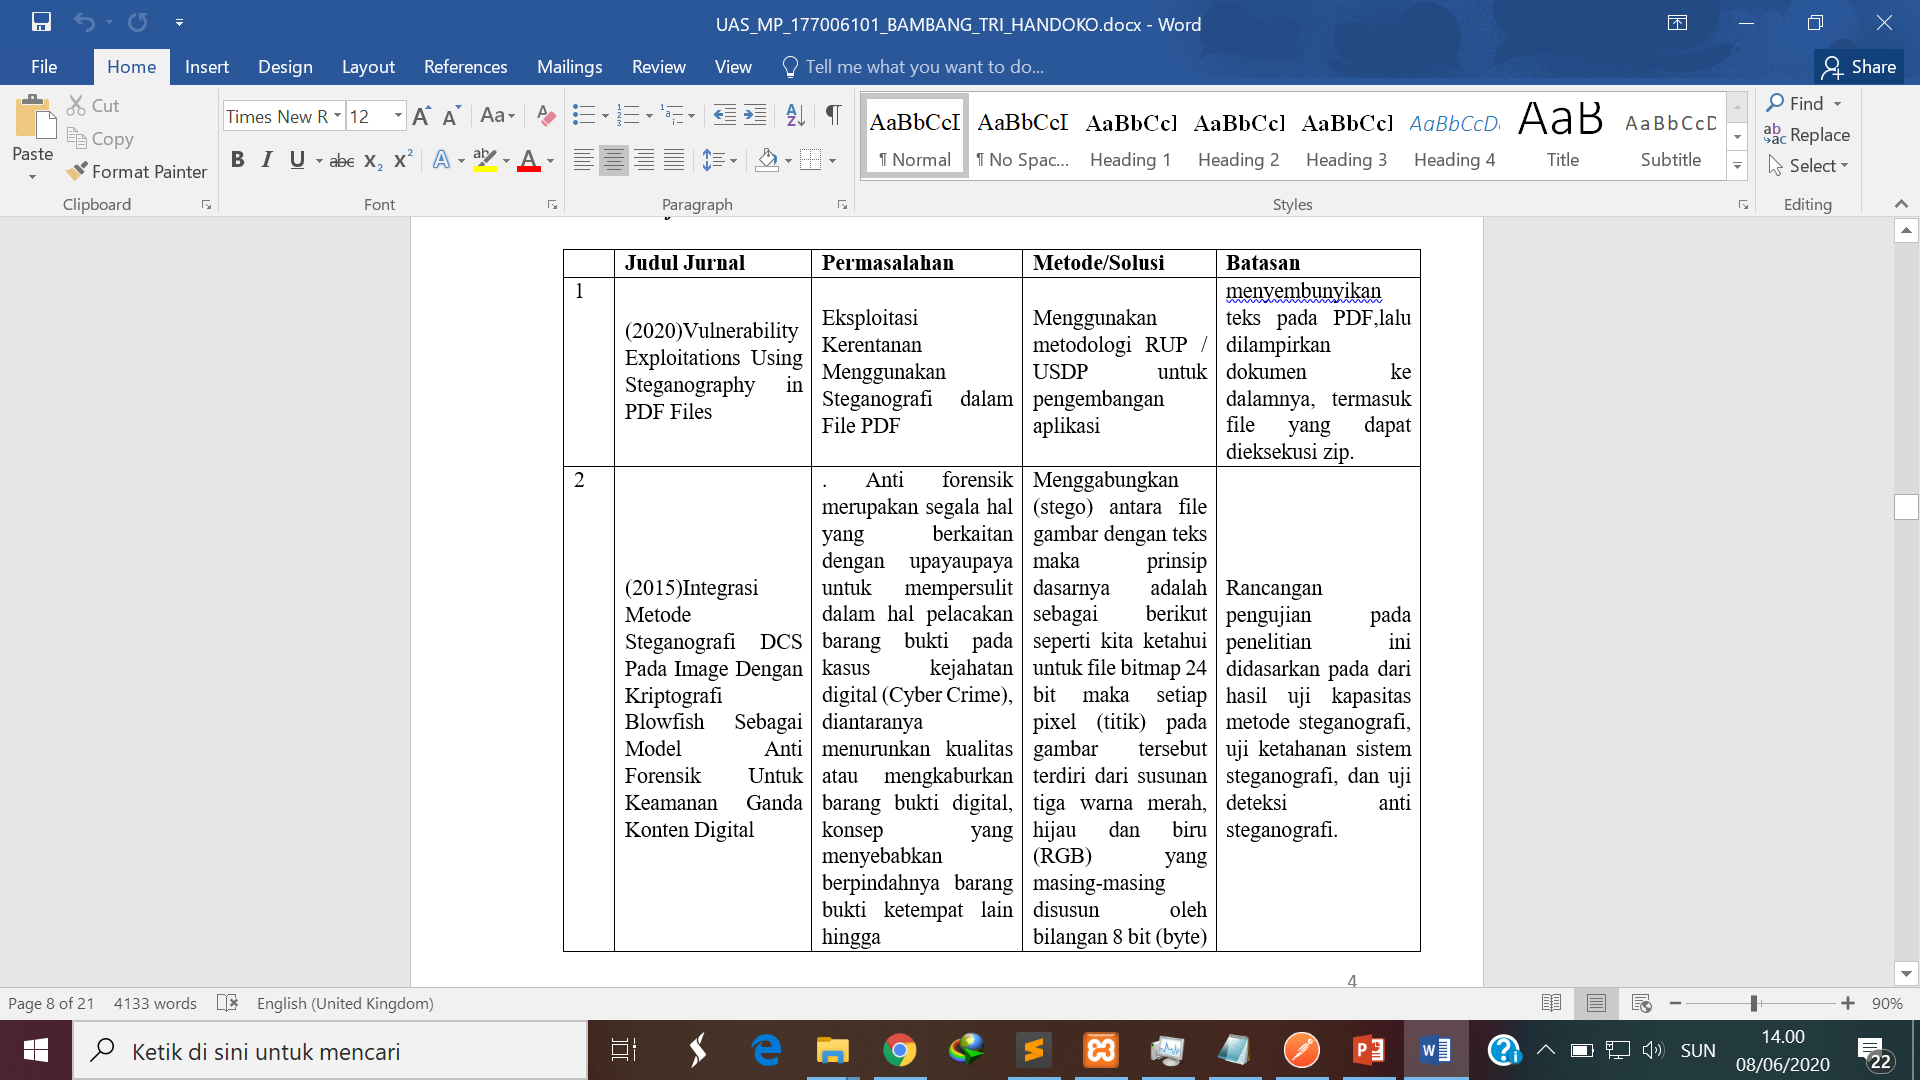 UAS_MP_177006101_BAMBANG_TRI_HANDOKO.docx - Word
File Home Insert Design Layout References Mailings Review View Tell me what you want to do... Share
Paste
Cut
Copy
Format Painter
Clipboard
Times New R 12
Font
Paragraph
AaBbCcI AaBbCcI AaBbCcI AaBbCcI AaBbCcI AaBbCcD AaB AaBbCcD
¶ Normal ¶ No Spac... Heading 1 Heading 2 Heading 3 Heading 4 Title Subtitle
Styles
Find
Replace
Select
Editing
Judul Jurnal Permasalahan Metode/Solusi Batasan
1
(2020)Vulnerability
Exploitations Using
Steganography in
PDF Files
Eksploitasi
Kerentanan
Menggunakan
Steganografi dalam
File PDF
Menggunakan
metodologi RUP /
USDP untuk
pengembangan
aplikasi
menyembunyikan
teks pada PDF,lalu
dilampirkan
dokumen ke
dalamnya, termasuk
file yang dapat
dieksekusi zip.
2
(2015)Integrasi
Metode
Steganografi DCS
Pada Image Dengan
Kriptografi
Blowfish Sebagai
Model Anti
Forensik Untuk
Keamanan Ganda
Konten Digital
. Anti forensik
merupakan segala hal
yang berkaitan
dengan upayaupaya
untuk mempersulit
dalam hal pelacakan
barang bukti pada
kasus kejahatan
digital (Cyber Crime),
diantaranya
menurunkan kualitas
atau mengkaburkan
barang bukti digital,
konsep yang
menyebabkan
berpindahnya barang
bukti ketempat lain
hingga
Menggabungkan
(stego) antara file
gambar dengan teks
maka prinsip
dasarnya adalah
sebagai berikut
seperti kita ketahui
untuk file bitmap 24
bit maka setiap
pixel (titik) pada
gambar tersebut
terdiri dari susunan
tiga warna merah,
hijau dan biru
(RGB) yang
masing-masing
disusun oleh
bilangan 8 bit (byte)
Rancangan
pengujian pada
penelitian ini
didasarkan pada dari
hasil uji kapasitas
metode steganografi,
uji ketahanan sistem
steganografi, dan uji
deteksi anti
steganografi.
4
Page 8 of 21 4133 words English (United Kingdom) 90%
Ketik di sini untuk mencari
SUN
14.00
08/06/2020
22